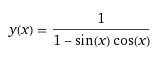 y(x) = 1 / (1 − sin(x) cos(x))